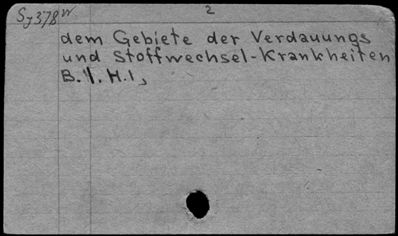 Sy378w 2
dem Gebiete der Verdauungs
und Stoffwechsel-Krankheiten
B. 1. H. 1,